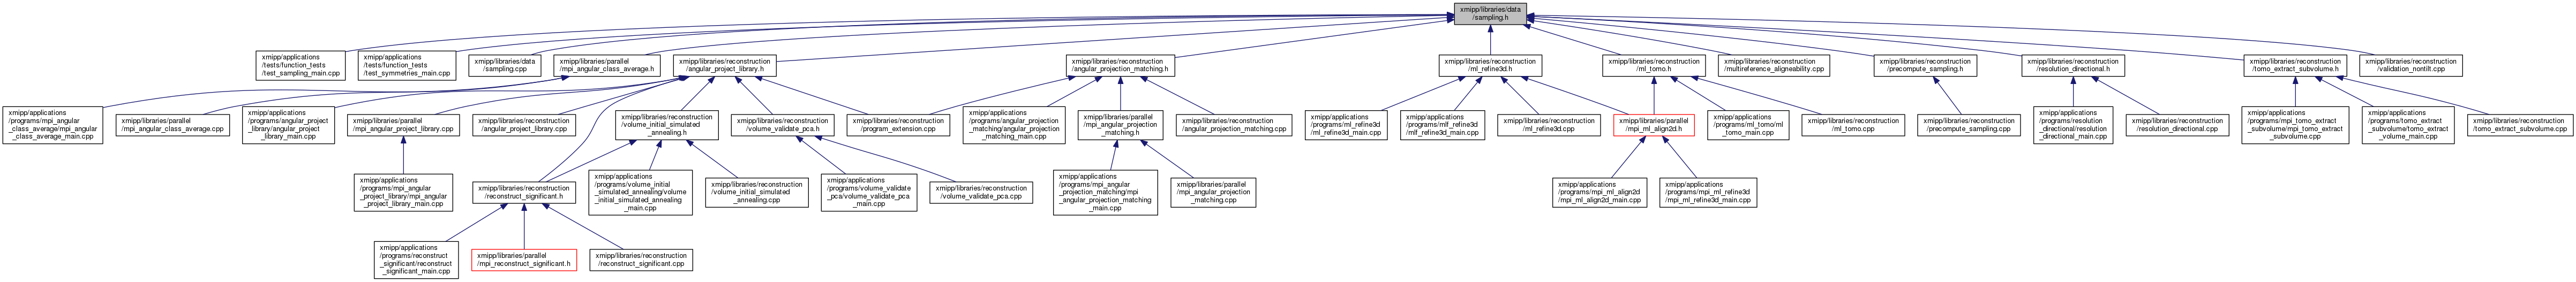 xmipp/libraries/data
/sampling.h
xmipp/applications
/tests/function_tests
/test_sampling_main.cpp
xmipp/applications
/tests/function_tests
/test_symmetries_main.cpp
xmipp/libraries/data
/sampling.cpp
xmipp/libraries/parallel
/mpi_angular_class_average.h
xmipp/libraries/reconstruction
/angular_project_library.h
xmipp/libraries/reconstruction
/angular_projection_matching.h
xmipp/libraries/reconstruction
/ml_refine3d.h
xmipp/libraries/reconstruction
/ml_tomo.h
xmipp/libraries/reconstruction
/multireference_aligneability.cpp
xmipp/libraries/reconstruction
/precompute_sampling.h
xmipp/libraries/reconstruction
/resolution_directional.h
xmipp/libraries/reconstruction
/tomo_extract_subvolume.h
xmipp/libraries/reconstruction
/validation_nontilt.cpp
xmipp/applications
/programs/mpi_angular
_class_average/mpi_angular
_class_average_main.cpp
xmipp/libraries/parallel
/mpi_angular_class_average.cpp
xmipp/applications
/programs/angular_project
_library/angular_project
_library_main.cpp
xmipp/libraries/parallel
/mpi_angular_project_library.cpp
xmipp/libraries/reconstruction
/angular_project_library.cpp
xmipp/libraries/reconstruction
/volume_initial_simulated
_annealing.h
xmipp/libraries/reconstruction
/volume_validate_pca.h
xmipp/libraries/reconstruction
/program_extension.cpp
xmipp/applications
/programs/angular_projection
_matching/angular_projection
_matching_main.cpp
xmipp/libraries/parallel
/mpi_angular_projection
_matching.h
xmipp/libraries/reconstruction
/angular_projection_matching.cpp
xmipp/applications
/programs/ml_refine3d
/ml_refine3d_main.cpp
xmipp/applications
/programs/mlf_refine3d
/mlf_refine3d_main.cpp
xmipp/libraries/reconstruction
/ml_refine3d.cpp
xmipp/libraries/parallel
/mpi_ml_align2d.h
xmipp/applications
/programs/ml_tomo/ml
_tomo_main.cpp
xmipp/libraries/reconstruction
/ml_tomo.cpp
xmipp/libraries/reconstruction
/precompute_sampling.cpp
xmipp/applications
/programs/resolution
_directional/resolution
_directional_main.cpp
xmipp/libraries/reconstruction
/resolution_directional.cpp
xmipp/applications
/programs/mpi_tomo_extract
_subvolume/mpi_tomo_extract
_subvolume.cpp
xmipp/applications
/programs/tomo_extract
_subvolume/tomo_extract
_volume_main.cpp
xmipp/libraries/reconstruction
/tomo_extract_subvolume.cpp
xmipp/applications
/programs/mpi_angular
_project_library/mpi_angular
_project_library_main.cpp
xmipp/libraries/reconstruction
/reconstruct_significant.h
xmipp/applications
/programs/volume_initial
_simulated_annealing/volume
_initial_simulated_annealing
_main.cpp
xmipp/libraries/reconstruction
/volume_initial_simulated
_annealing.cpp
xmipp/applications
/programs/volume_validate
_pca/volume_validate_pca
_main.cpp
xmipp/libraries/reconstruction
/volume_validate_pca.cpp
xmipp/applications
/programs/mpi_angular
_projection_matching/mpi
_angular_projection_matching
_main.cpp
xmipp/libraries/parallel
/mpi_angular_projection
_matching.cpp
xmipp/applications
/programs/mpi_ml_align2d
/mpi_ml_align2d_main.cpp
xmipp/applications
/programs/mpi_ml_refine3d
/mpi_ml_refine3d_main.cpp
xmipp/applications
/programs/reconstruct
_significant/reconstruct
_significant_main.cpp
xmipp/libraries/parallel
/mpi_reconstruct_significant.h
xmipp/libraries/reconstruction
/reconstruct_significant.cpp